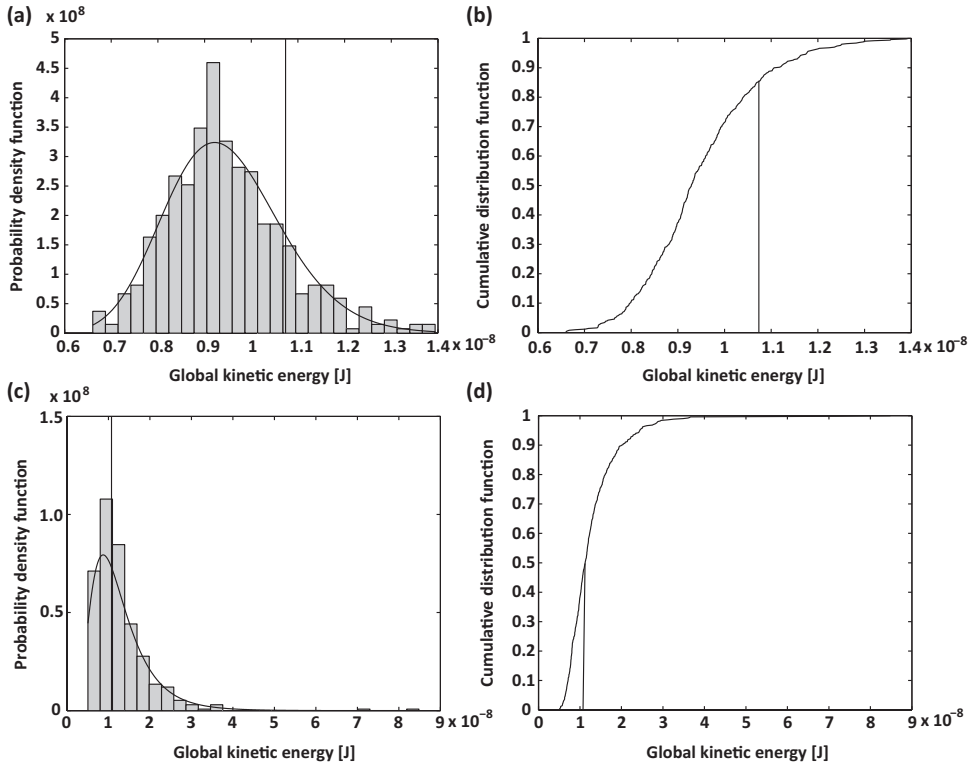 (a)
x 10⁸
Probability density function
5
4.5
4
3.5
3
2.5
2
1.5
1
0.5
0
0.6 0.7 0.8 0.9 1 1.1 1.2 1.3 1.4 x 10⁻⁸
Global kinetic energy [J]
(b)
Cumulative distribution function
1
0.9
0.8
0.7
0.6
0.5
0.4
0.3
0.2
0.1
0
0.6 0.7 0.8 0.9 1 1.1 1.2 1.3 1.4 x 10⁻⁸
Global kinetic energy [J]
(c)
x 10⁸
Probability density function
1.5
1.0
0.5
0
0 1 2 3 4 5 6 7 8 9 x 10⁻⁸
Global kinetic energy [J]
(d)
Cumulative distribution function
1
0.9
0.8
0.7
0.6
0.5
0.4
0.3
0.2
0.1
0
0 1 2 3 4 5 6 7 8 9 x 10⁻⁸
Global kinetic energy [J]